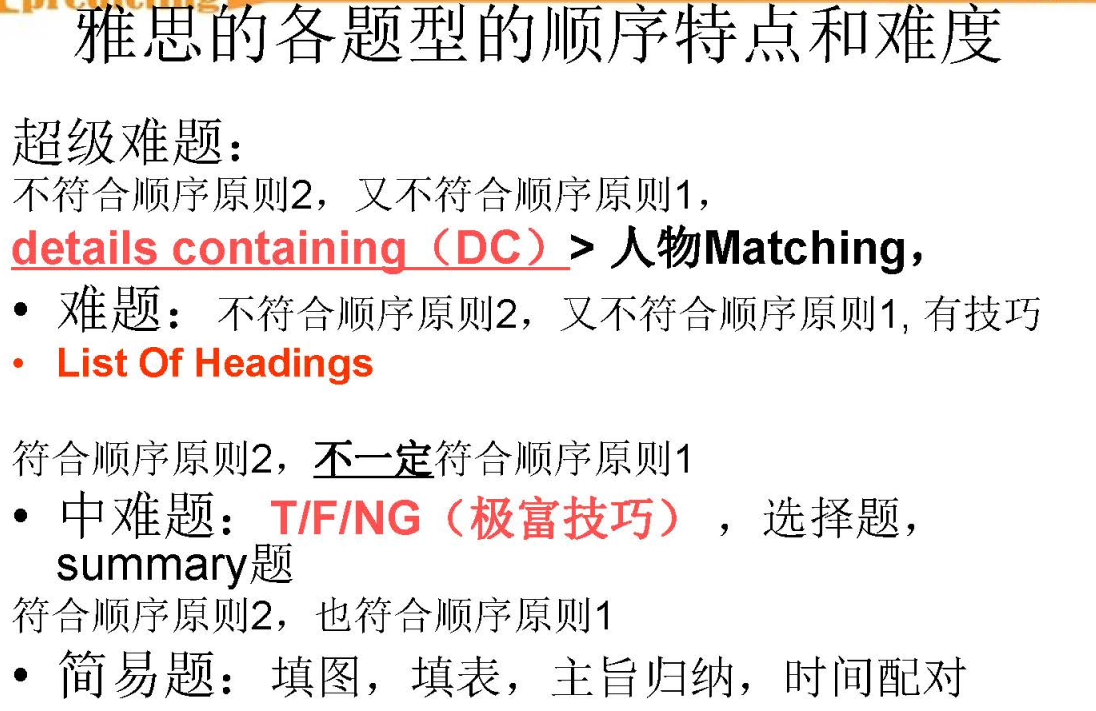 (predicting
雅思的各题型的顺序特点和难度
超级难题：
不符合顺序原则2，又不符合顺序原则1，
details containing（DC）> 人物Matching，
• 难题：不符合顺序原则2，又不符合顺序原则1, 有技巧
• List Of Headings
符合顺序原则2，不一定符合顺序原则1
• 中难题：T/F/NG（极富技巧），选择题，
summary题
符合顺序原则2，也符合顺序原则1
• 简易题：填图，填表，主旨归纳，时间配对